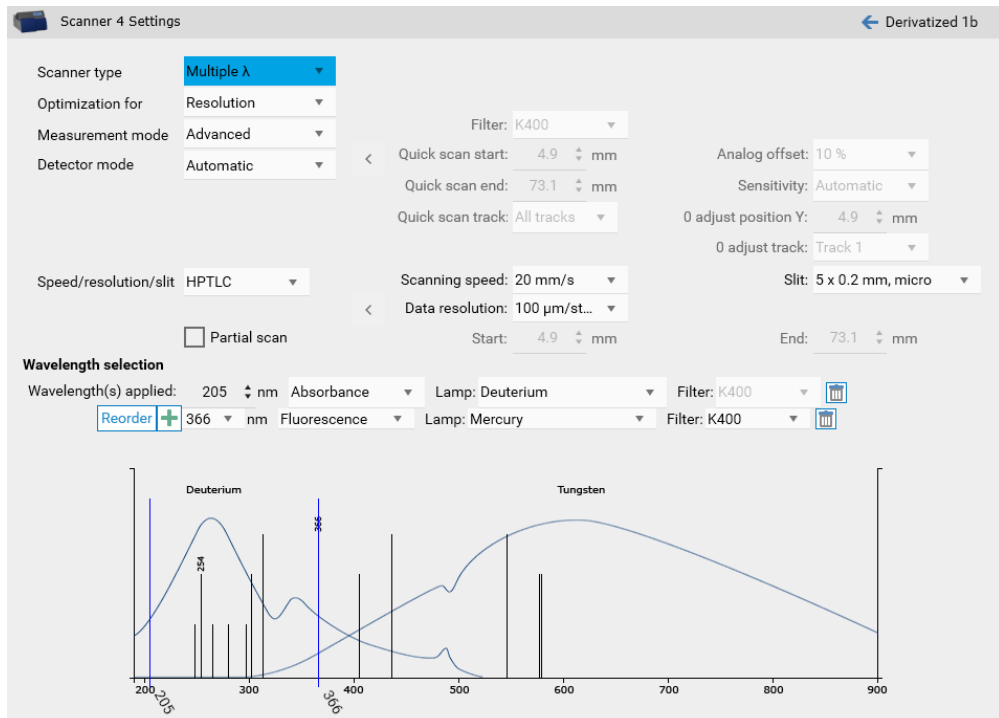 Scanner 4 Settings
Derivatized 1b
Scanner type Multiple λ
Optimization for Resolution
Filter: K400
Measurement mode Advanced
Quick scan start: 4.9 mm Analog offset: 10 %
Detector mode Automatic <
Quick scan end: 73.1 mm Sensitivity: Automatic
Quick scan track: All tracks 0 adjust position Y: 4.9 mm
0 adjust track: Track 1
Speed/resolution/slit HPTLC Scanning speed: 20 mm/s Slit: 5 x 0.2 mm, micro
< Data resolution: 100 µm/st...
Partial scan Start: 4.9 mm End: 73.1 mm
Wavelength selection
Wavelength(s) applied: 205 nm Absorbance Lamp: Deuterium Filter: K400
Reorder 366 nm Fluorescence Lamp: Mercury Filter: K400
Deuterium Tungsten
366
254
200 300 400 500 600 700 800 900
205 366